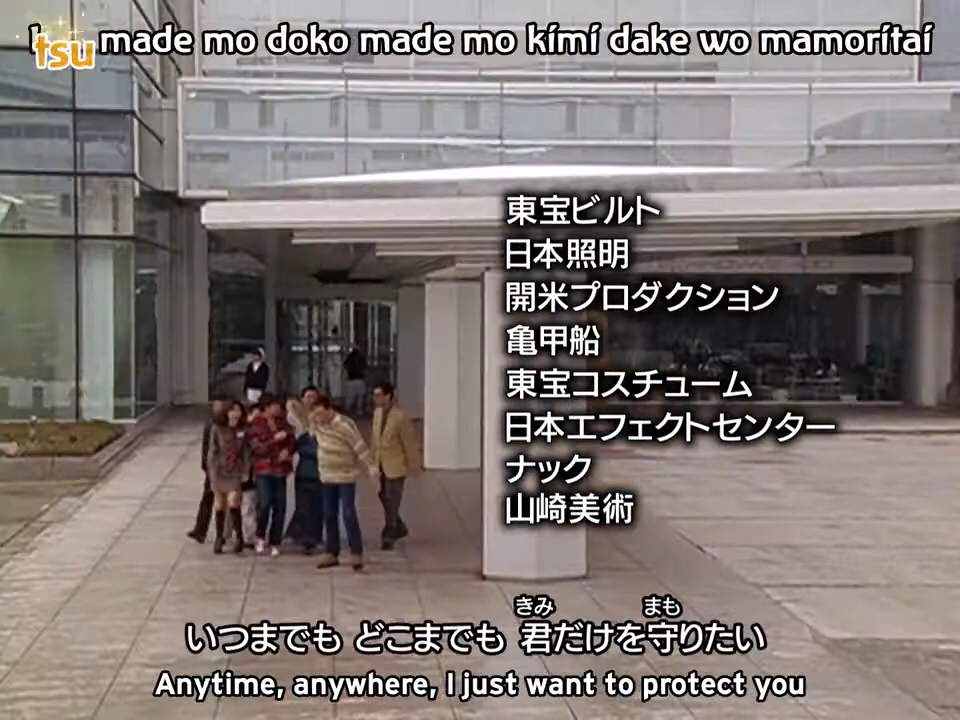 tsu made mo doko made mo kimi dake wo mamoritai
東宝ビルト
日本照明
開米プロダクション
亀甲船
東宝コスチューム
日本エフェクトセンター
ナック
山崎美術
きみ まも
いつまでも どこまでも 君だけを守りたい
Anytime, anywhere, I just want to protect you